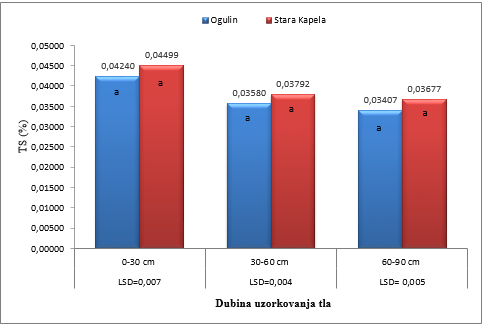 Ogulin Stara Kapela
0,05000
0,04500
0,04000
0,03500
0,03000
0,02500
0,02000
0,01500
0,01000
0,00500
0,00000
TS (%)
0,04240 0,04499
0,03580 0,03792
0,03407 0,03677
a a
a a
a a
0-30 cm 30-60 cm 60-90 cm
LSD=0,007 LSD=0,004 LSD= 0,005
Dubina uzorkovanja tla